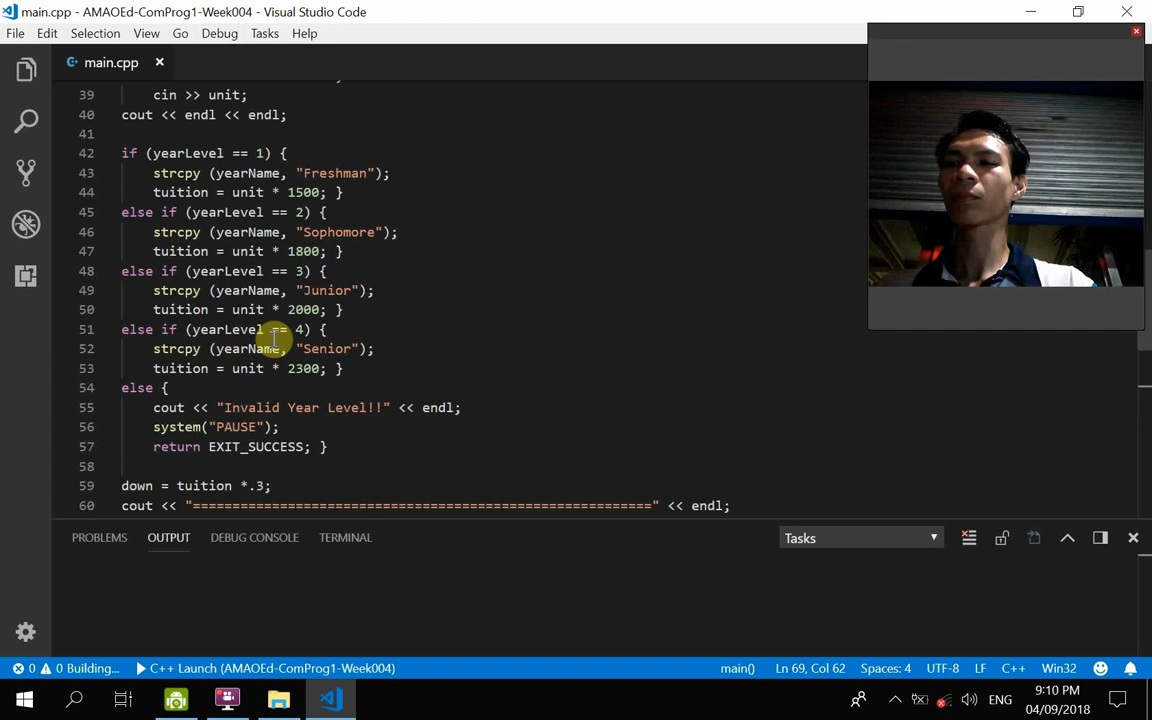 main.cpp - AMAOEd-ComProg1-Week004 - Visual Studio Code
File Edit Selection View Go Debug Tasks Help
main.cpp
39 cin >> unit;
40 cout << endl << endl;
41
42 if (yearLevel == 1) {
43 strcpy (yearName, "Freshman");
44 tuition = unit * 1500; }
45 else if (yearLevel == 2) {
46 strcpy (yearName, "Sophomore");
47 tuition = unit * 1800; }
48 else if (yearLevel == 3) {
49 strcpy (yearName, "Junior");
50 tuition = unit * 2000; }
51 else if (yearLevel == 4) {
52 strcpy (yearName, "Senior");
53 tuition = unit * 2300; }
54 else {
55 cout << "Invalid Year Level!!" << endl;
56 system("PAUSE");
57 return EXIT_SUCCESS; }
58
59 down = tuition *.3;
60 cout << "==========================================================" << endl;
PROBLEMS OUTPUT DEBUG CONSOLE TERMINAL Tasks
0 0 Building... C++ Launch (AMAOEd-ComProg1-Week004) main() Ln 69, Col 62 Spaces: 4 UTF-8 LF C++ Win32
ENG 9:10 PM
04/09/2018